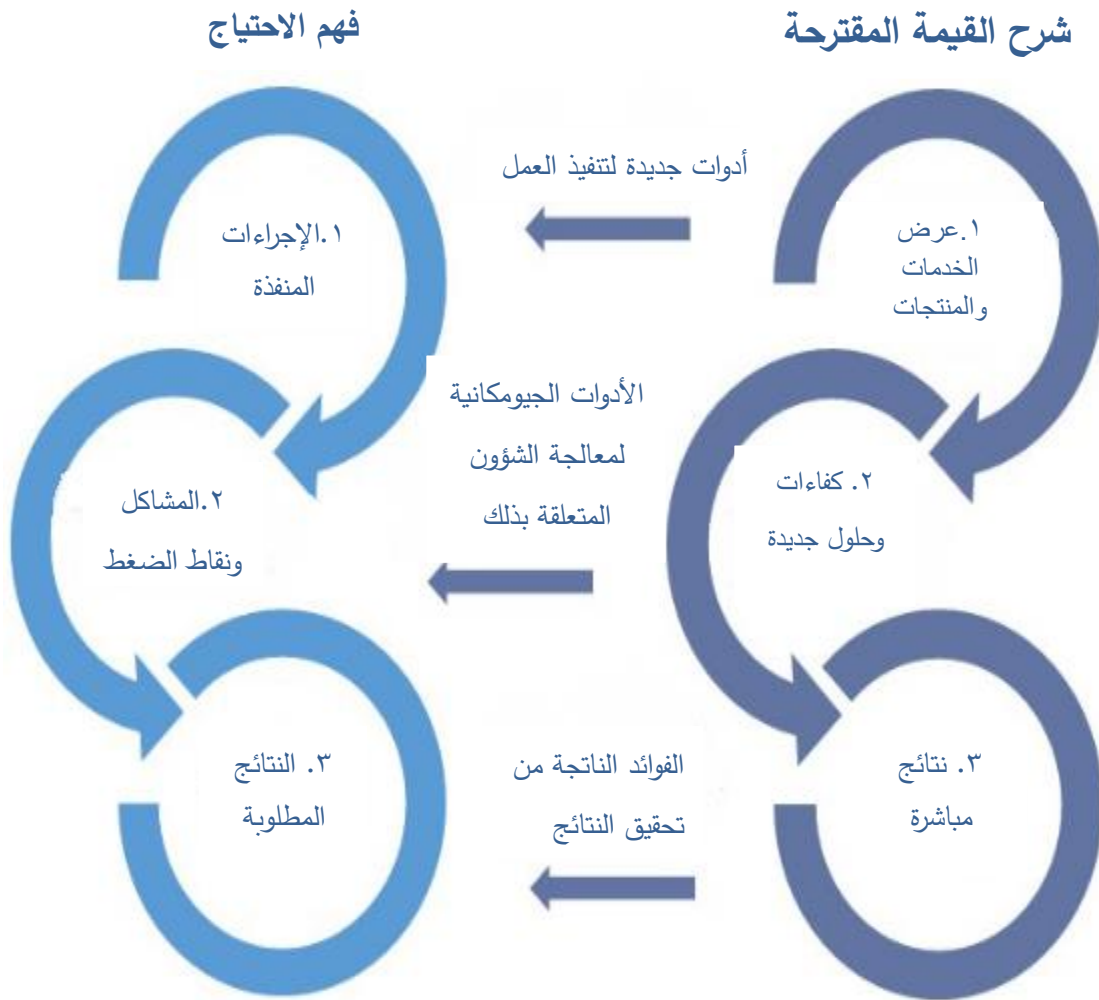 شرح القيمة المقترحة
فهم الاحتياج
١.عرض
الخدمات
والمنتجات
أدوات جديدة لتنفيذ العمل
١.الإجراءات
المنفذة
٢. كفاءات
وحلول جديدة
الأدوات الجيومكانية
لمعالجة الشؤون
المتعلقة بذلك
٢.المشاكل
ونقاط الضغط
٣. نتائج
مباشرة
الفوائد الناتجة من
تحقيق النتائج
٣. النتائج
المطلوبة